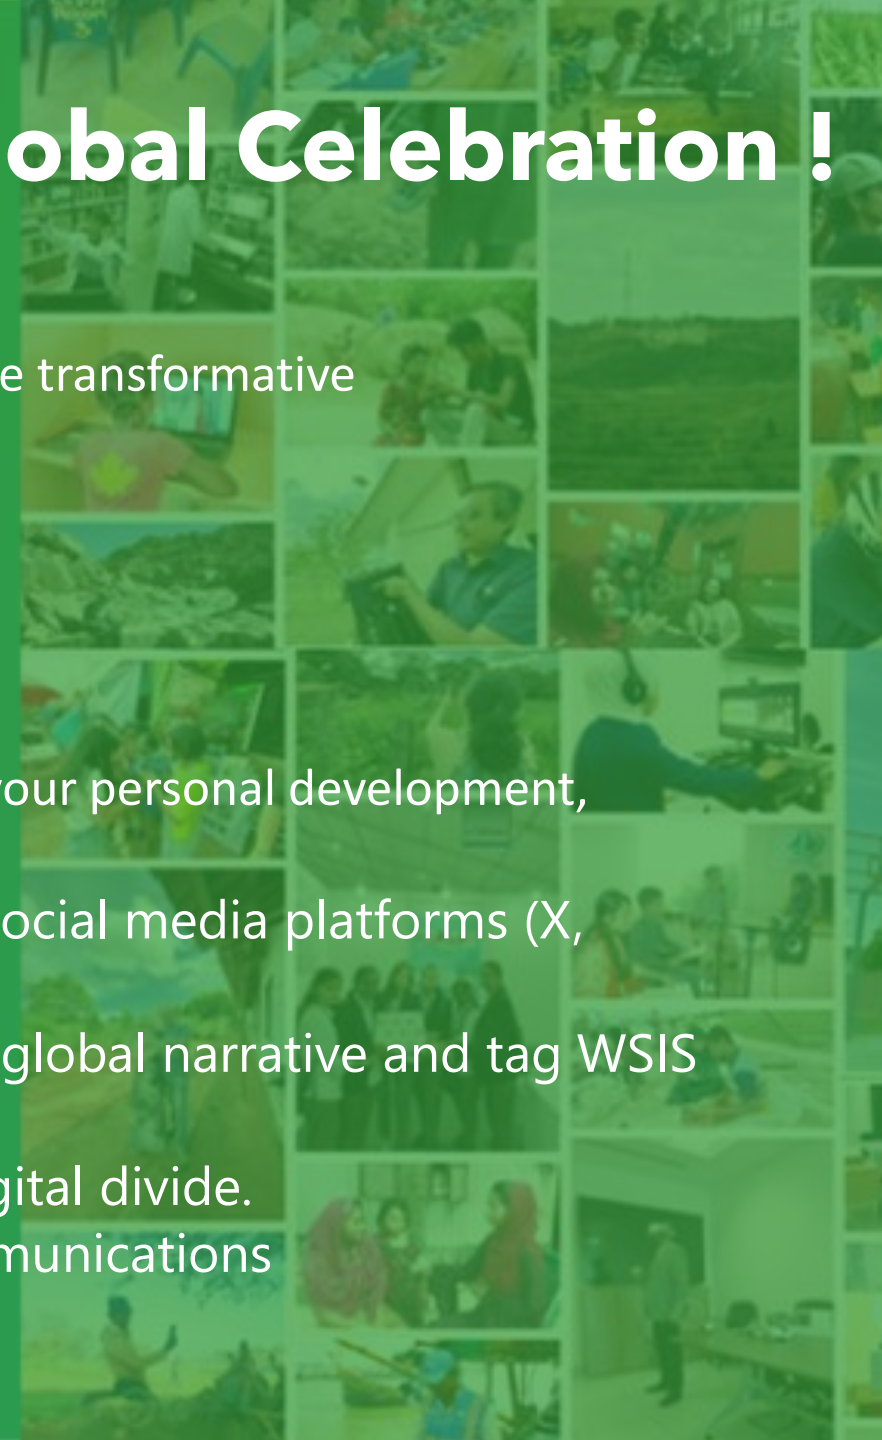 obal Celebration !
e transformative
your personal development,
ocial media platforms (X,
global narrative and tag WSIS
gital divide.
munications